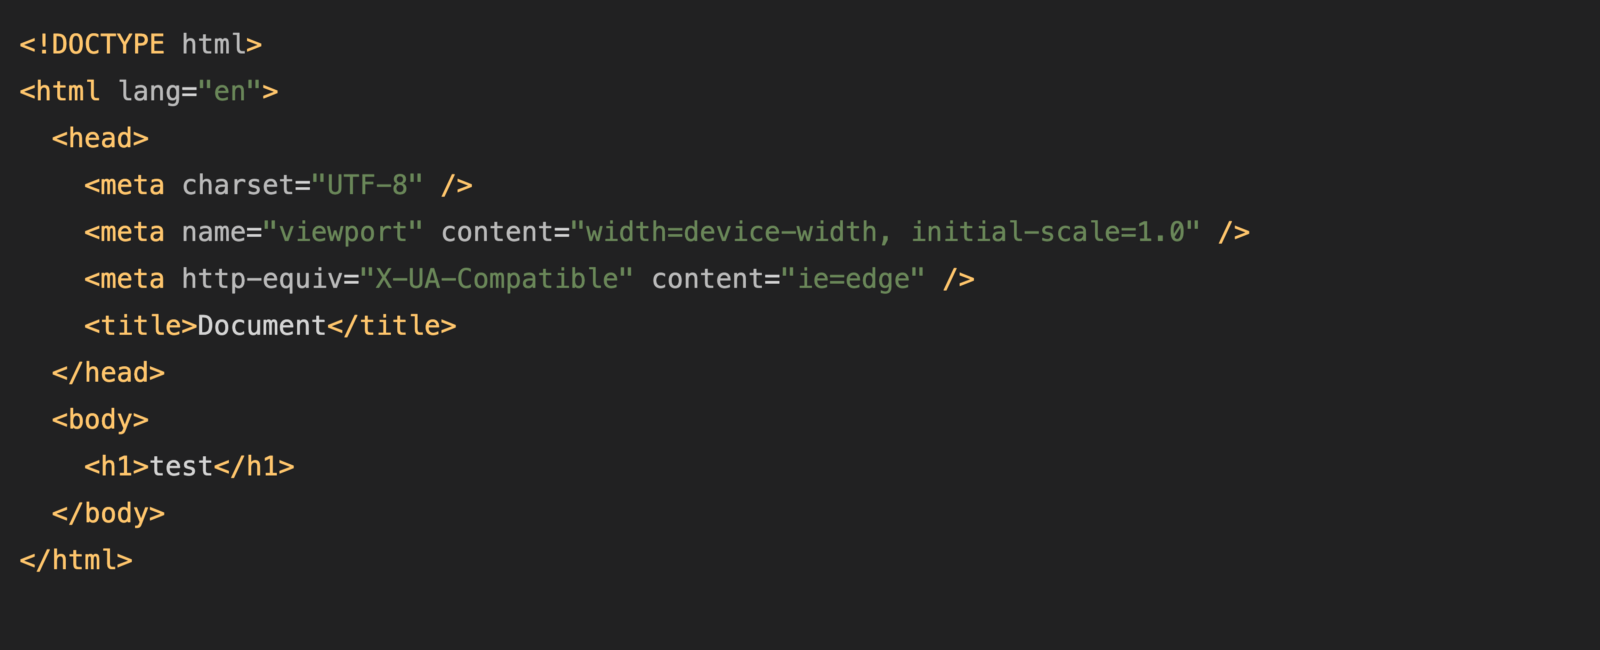 <!DOCTYPE html>
<html lang="en">
  <head>
    <meta charset="UTF-8" />
    <meta name="viewport" content="width=device-width, initial-scale=1.0" />
    <meta http-equiv="X-UA-Compatible" content="ie=edge" />
    <title>Document</title>
  </head>
  <body>
    <h1>test</h1>
  </body>
</html>